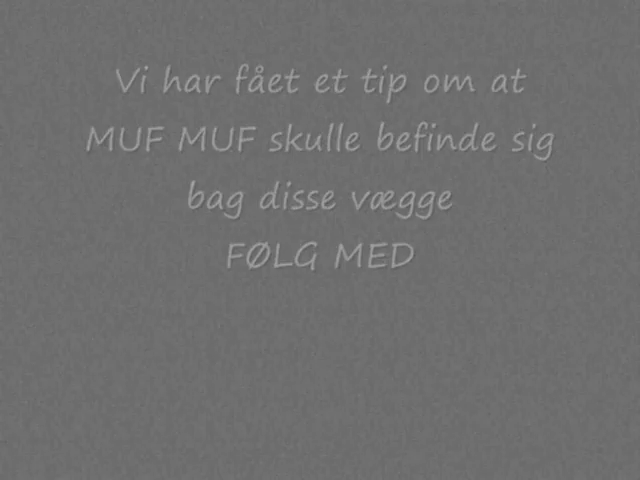 Vi har fået et tip om at
MUF MUF skulle befinde sig
bag disse vægge
FØLG MED